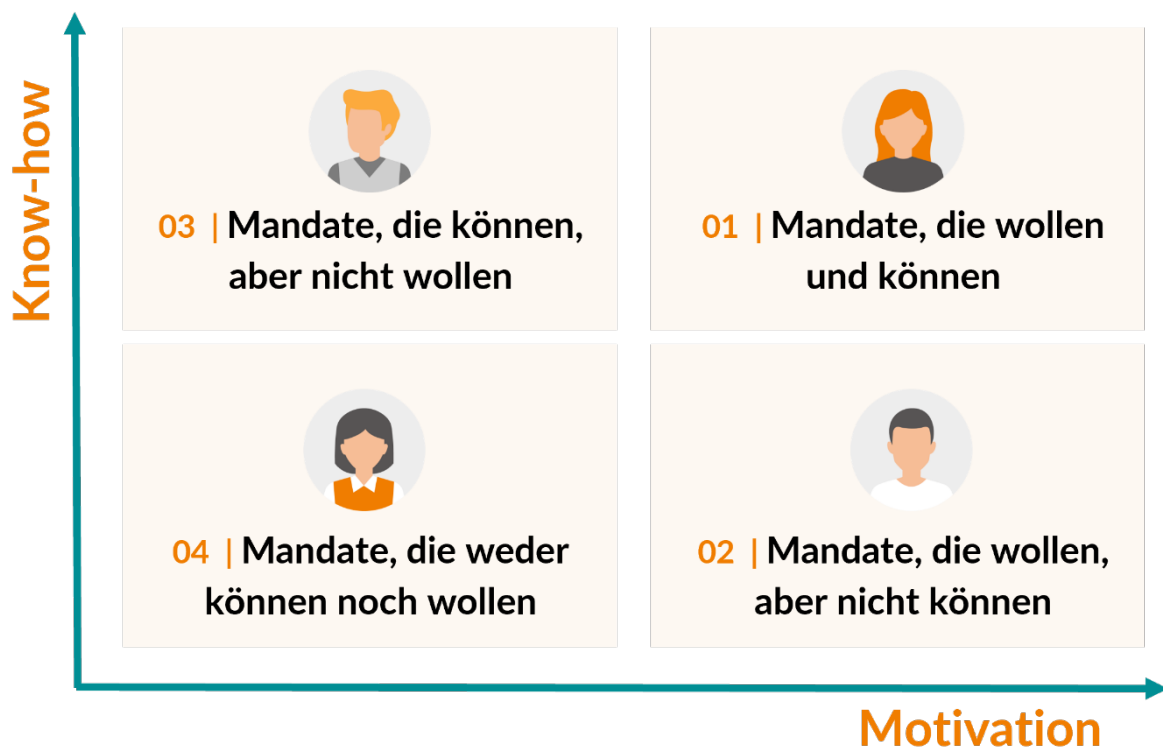 Know-how
03 | Mandate, die können,
aber nicht wollen
01 | Mandate, die wollen
und können
04 | Mandate, die weder
können noch wollen
02 | Mandate, die wollen,
aber nicht können
Motivation